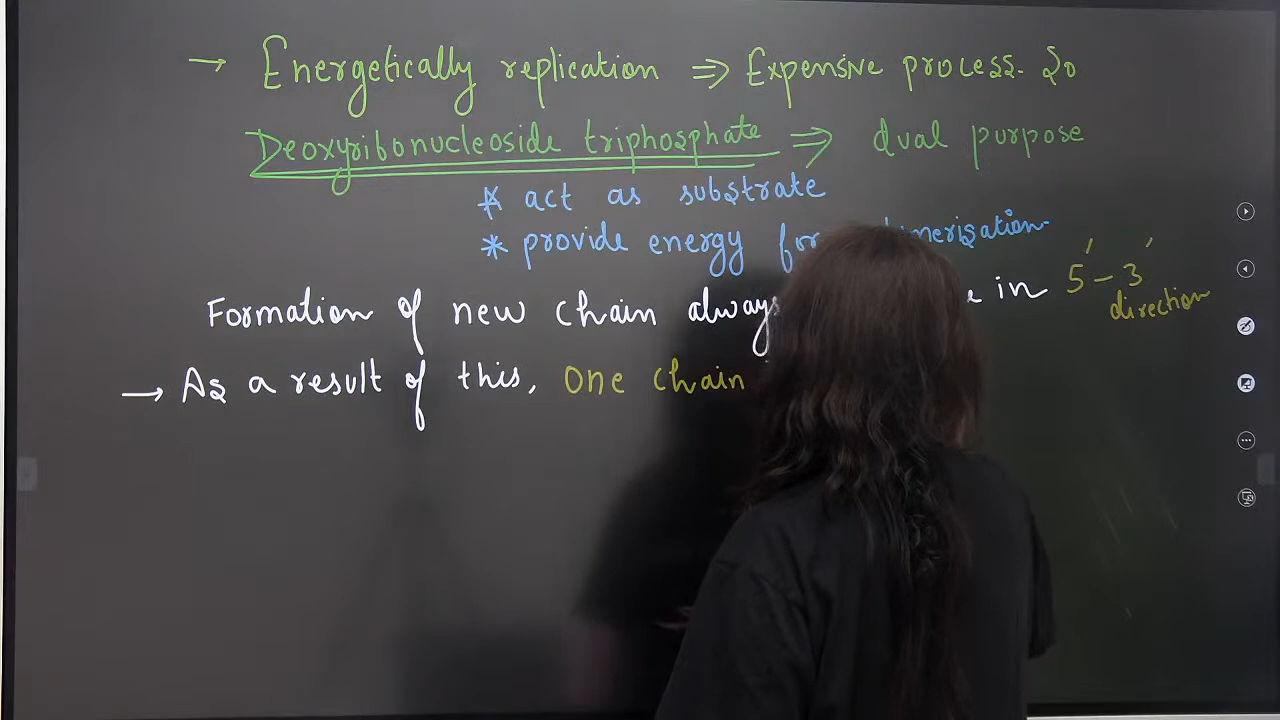 → Energetically replication ⇒ Expensive process. So
Deoxyribonucleoside triphosphate ⇒ dual purpose
* act as substrate
* provide energy for
Formation of new chain always in 5' - 3'
direction
→ As a result of this, one chain